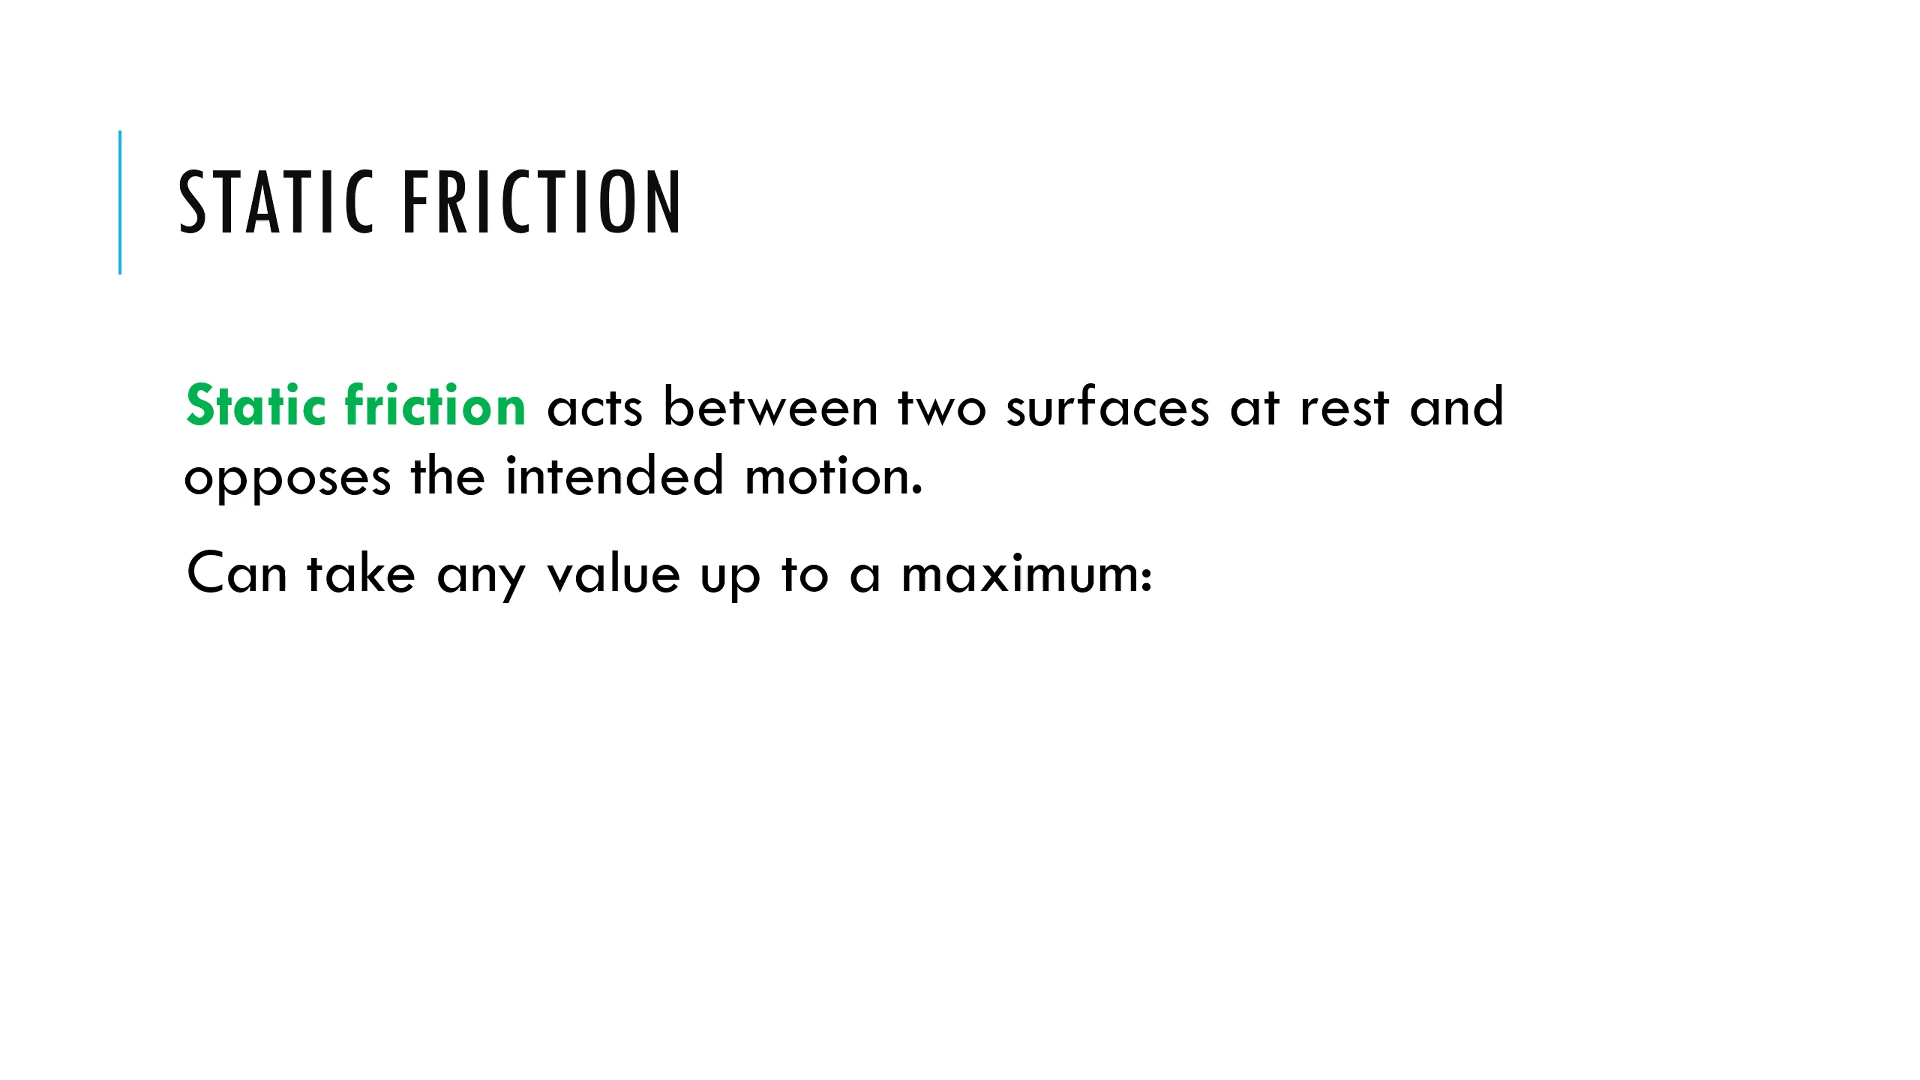 STATIC FRICTION
Static friction acts between two surfaces at rest and
opposes the intended motion.
Can take any value up to a maximum: